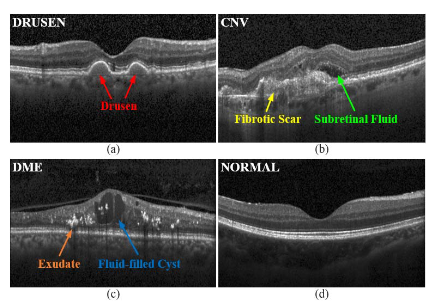 DRUSEN
Drusen
(a)
CNV
Fibrotic Scar
Subretinal Fluid
(b)
DME
Exudate
Fluid-filled Cyst
(c)
NORMAL
(d)